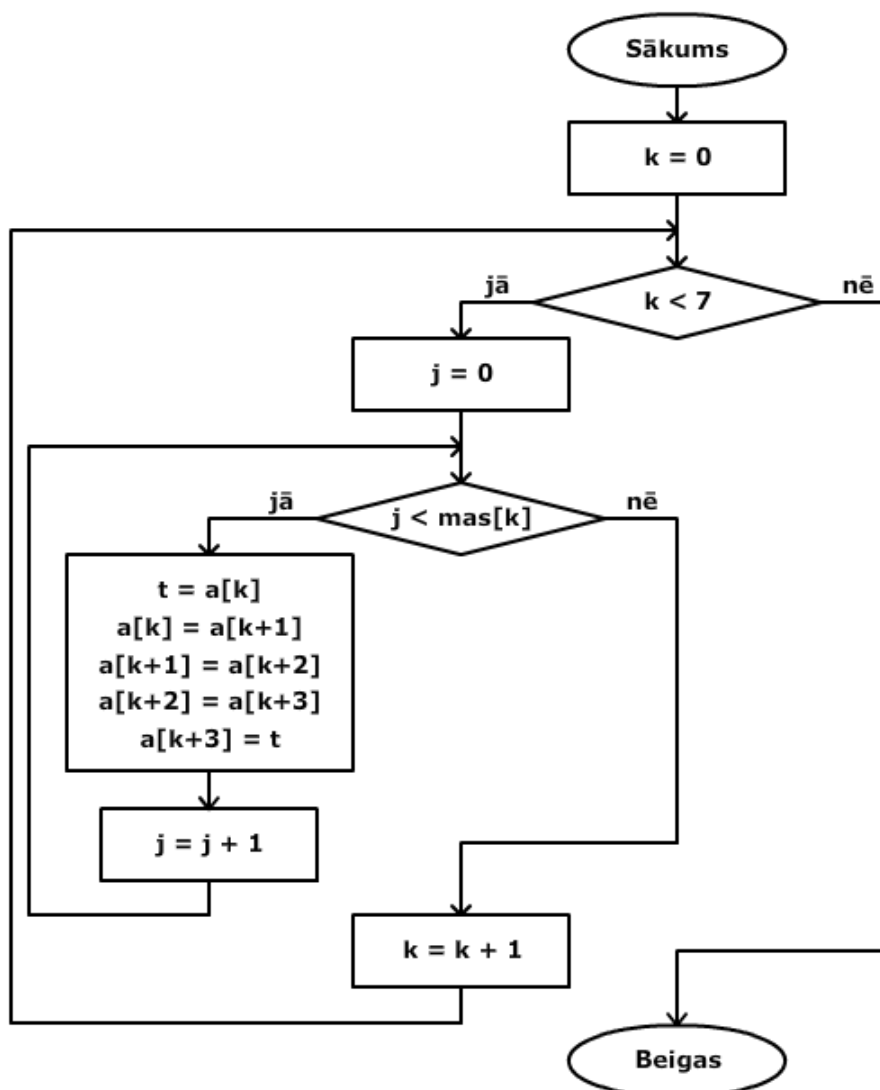 Sākums
k = 0
k < 7
jā
nē
j = 0
j < mas[k]
jā
nē
t = a[k]
a[k] = a[k+1]
a[k+1] = a[k+2]
a[k+2] = a[k+3]
a[k+3] = t
j = j + 1
k = k + 1
Beigas